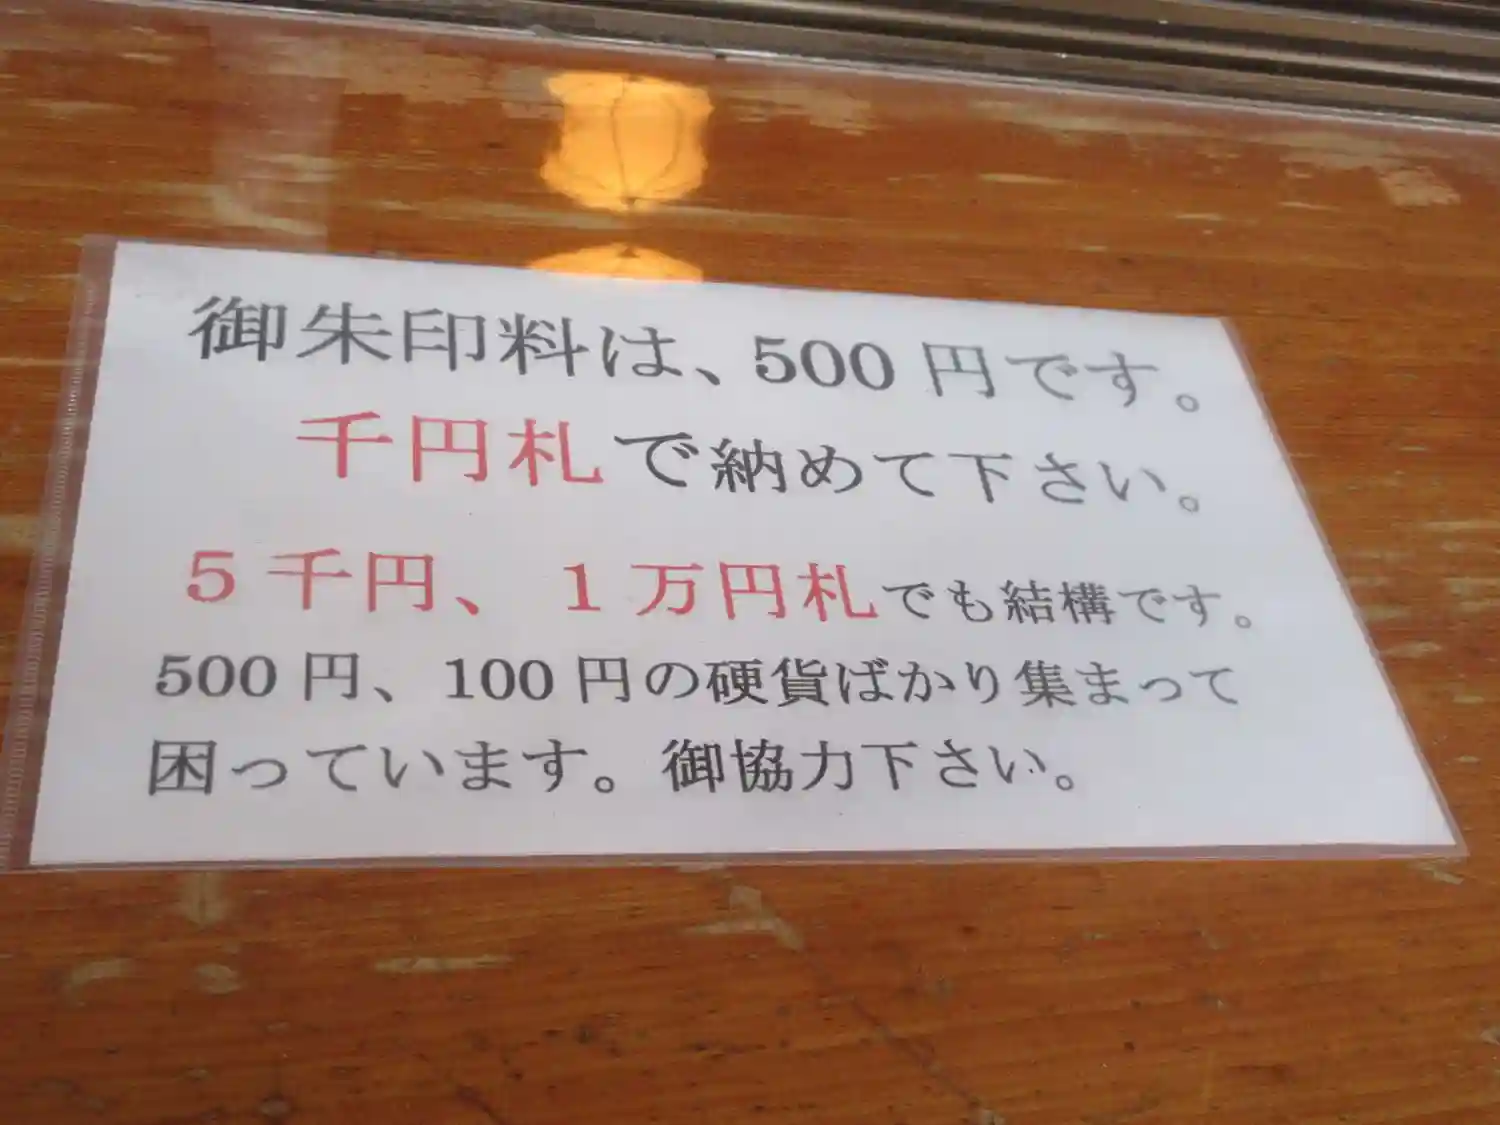 御朱印料は、500円です。
千円札で納めて下さい。
5千円、1万円札でも結構です。
500円、100円の硬貨ばかり集まって
困っています。御協力下さい。